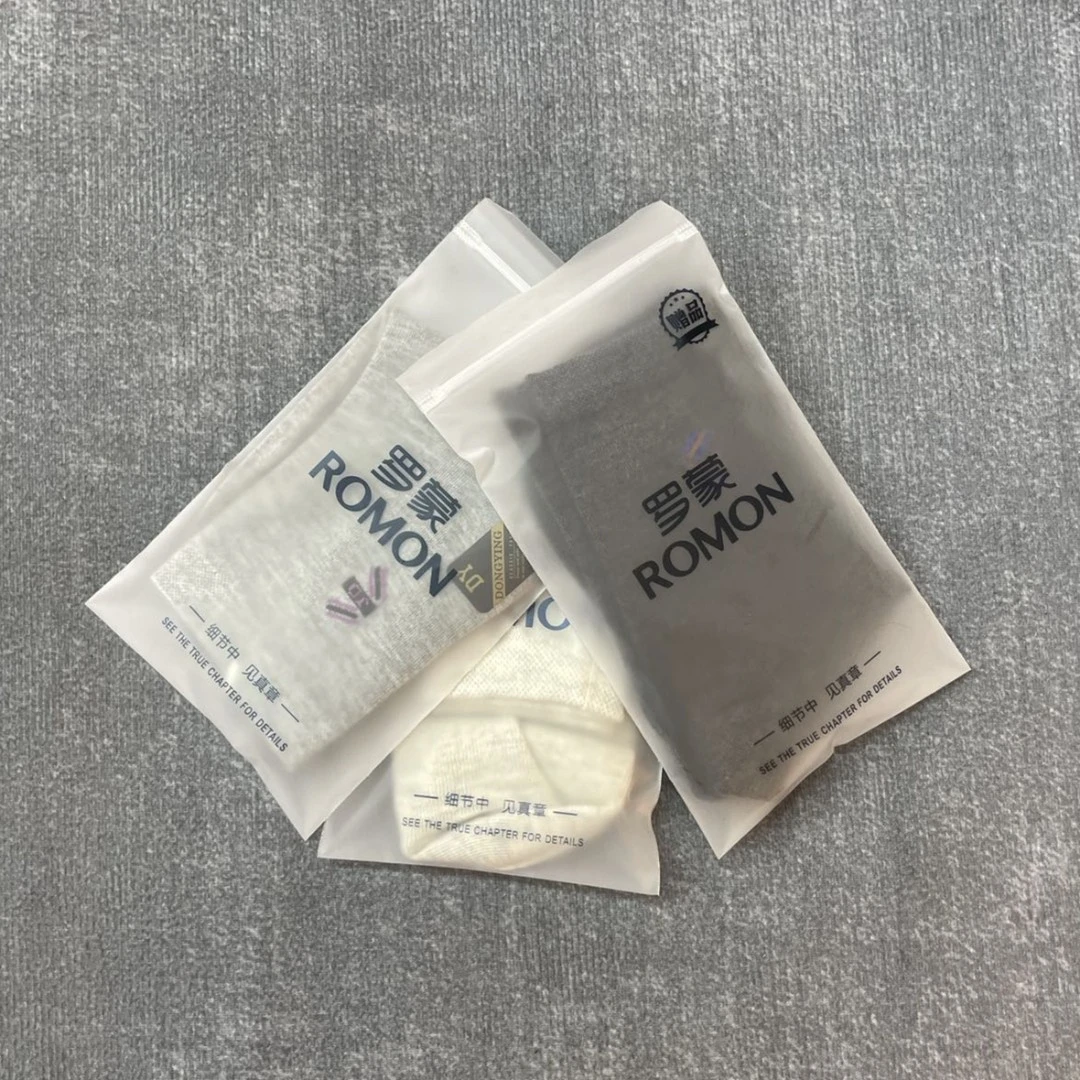 罗蒙
ROMON
DY
DONGYING
细节中 见真章
SEE THE TRUE CHAPTER FOR DETAILS
赠品
罗蒙
ROMON
细节中 见真章
SEE THE TRUE CHAPTER FOR DETAILS
细节中 见真章
SEE THE TRUE CHAPTER FOR DETAILS